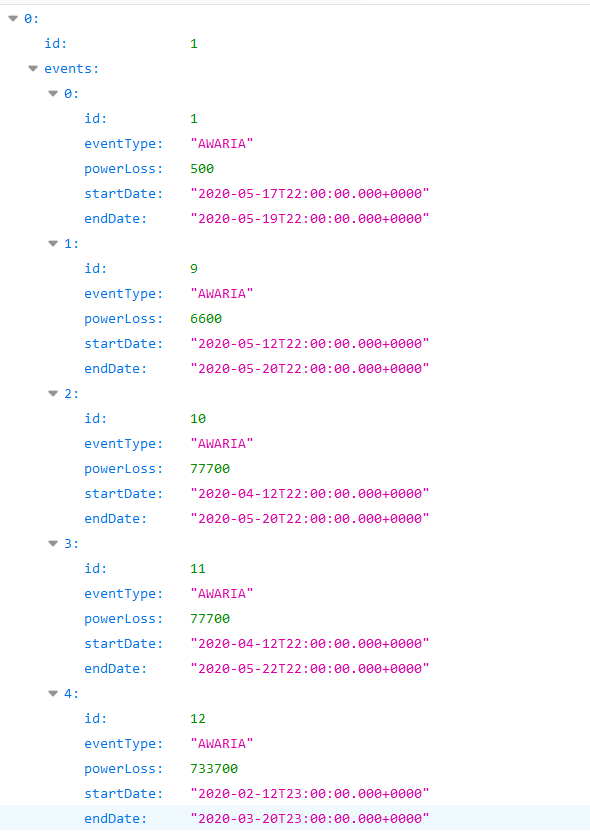 0:
id: 1
events:
0:
id: 1
eventType: "AWARIA"
powerLoss: 500
startDate: "2020-05-17T22:00:00.000+0000"
endDate: "2020-05-19T22:00:00.000+0000"
1:
id: 9
eventType: "AWARIA"
powerLoss: 6600
startDate: "2020-05-12T22:00:00.000+0000"
endDate: "2020-05-20T22:00:00.000+0000"
2:
id: 10
eventType: "AWARIA"
powerLoss: 77700
startDate: "2020-04-12T22:00:00.000+0000"
endDate: "2020-05-20T22:00:00.000+0000"
3:
id: 11
eventType: "AWARIA"
powerLoss: 77700
startDate: "2020-04-12T22:00:00.000+0000"
endDate: "2020-05-22T22:00:00.000+0000"
4:
id: 12
eventType: "AWARIA"
powerLoss: 733700
startDate: "2020-02-12T23:00:00.000+0000"
endDate: "2020-03-20T23:00:00.000+0000"